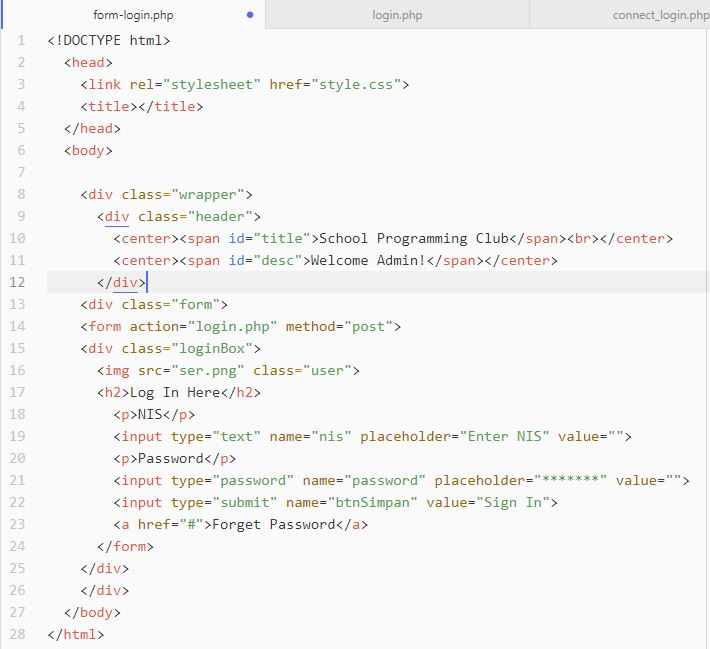 form-login.php login.php connect_login.php
1 <!DOCTYPE html>
2 <head>
3 <link rel="stylesheet" href="style.css">
4 <title></title>
5 </head>
6 <body>
7
8 <div class="wrapper">
9 <div class="header">
10 <center><span id="title">School Programming Club</span><br></center>
11 <center><span id="desc">Welcome Admin!</span></center>
12 </div>
13 <div class="form">
14 <form action="login.php" method="post">
15 <div class="loginBox">
16 <img src="ser.png" class="user">
17 <h2>Log In Here</h2>
18 <p>NIS</p>
19 <input type="text" name="nis" placeholder="Enter NIS" value="">
20 <p>Password</p>
21 <input type="password" name="password" placeholder="*******" value="">
22 <input type="submit" name="btnSimpan" value="Sign In">
23 <a href="#">Forget Password</a>
24 </form>
25 </div>
26 </div>
27 </body>
28 </html>